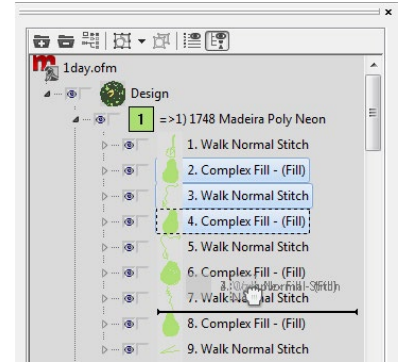 1day.ofm
Design
1 =>1) 1748 Madeira Poly Neon
1. Walk Normal Stitch
2. Complex Fill - (Fill)
3. Walk Normal Stitch
4. Complex Fill - (Fill)
5. Walk Normal Stitch
6. Complex Fill - (Fill)
7. Walk Normal Stitch
8. Complex Fill - (Fill)
9. Walk Normal Stitch